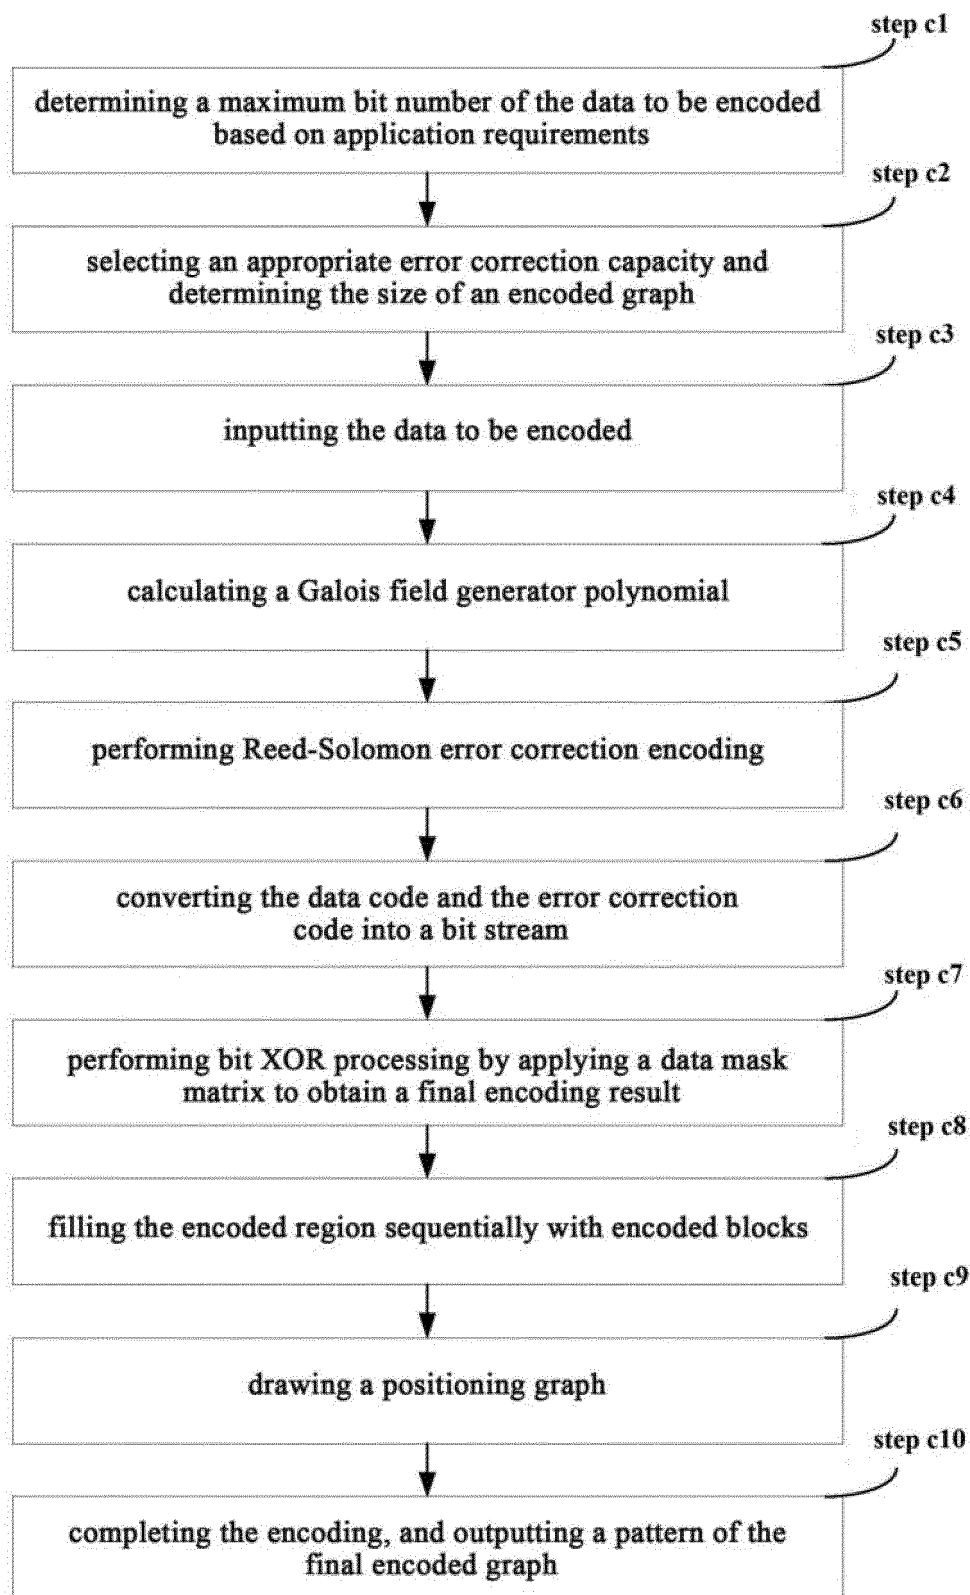 step c1
determining a maximum bit number of the data to be encoded
based on application requirements
step c2
selecting an appropriate error correction capacity and
determining the size of an encoded graph
step c3
inputting the data to be encoded
step c4
calculating a Galois field generator polynomial
step c5
performing Reed-Solomon error correction encoding
step c6
converting the data code and the error correction
code into a bit stream
step c7
performing bit XOR processing by applying a data mask
matrix to obtain a final encoding result
step c8
filling the encoded region sequentially with encoded blocks
step c9
drawing a positioning graph
step c10
completing the encoding, and outputting a pattern of the
final encoded graph